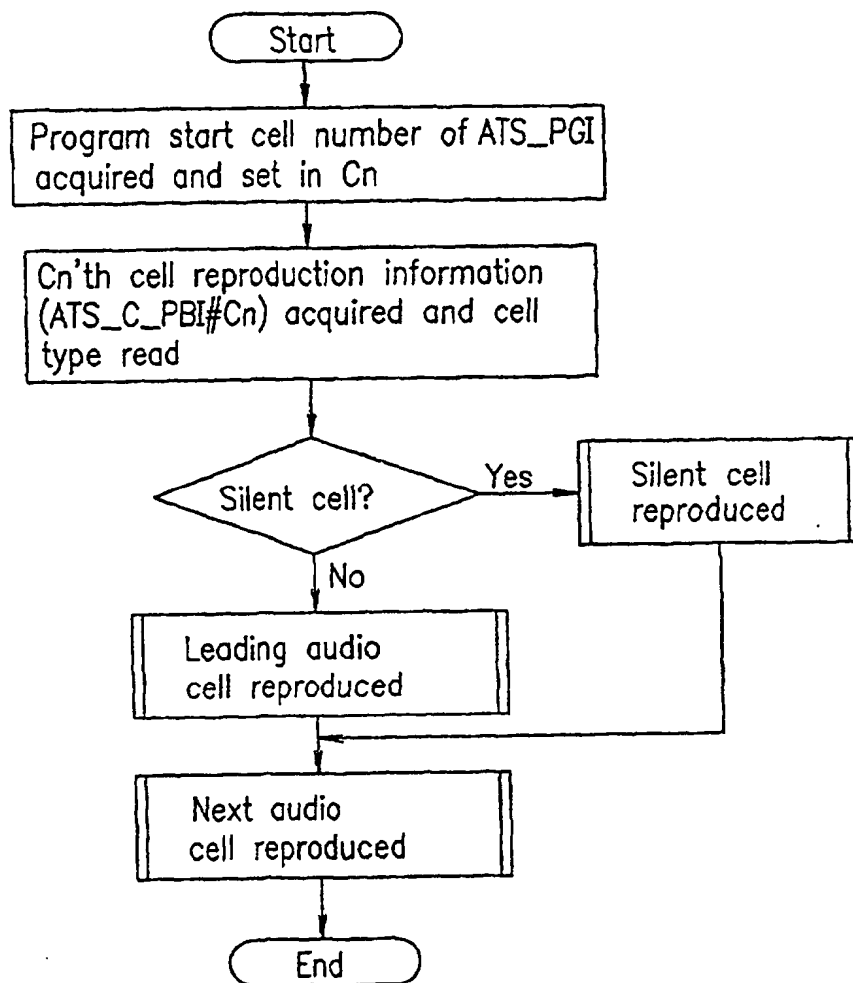 Start
Program start cell number of ATS_PGI
acquired and set in Cn
Cn'th cell reproduction information
(ATS_C_PBI#Cn) acquired and cell
type read
Silent cell?
Yes
Silent cell
reproduced
No
Leading audio
cell reproduced
Next audio
cell reproduced
End